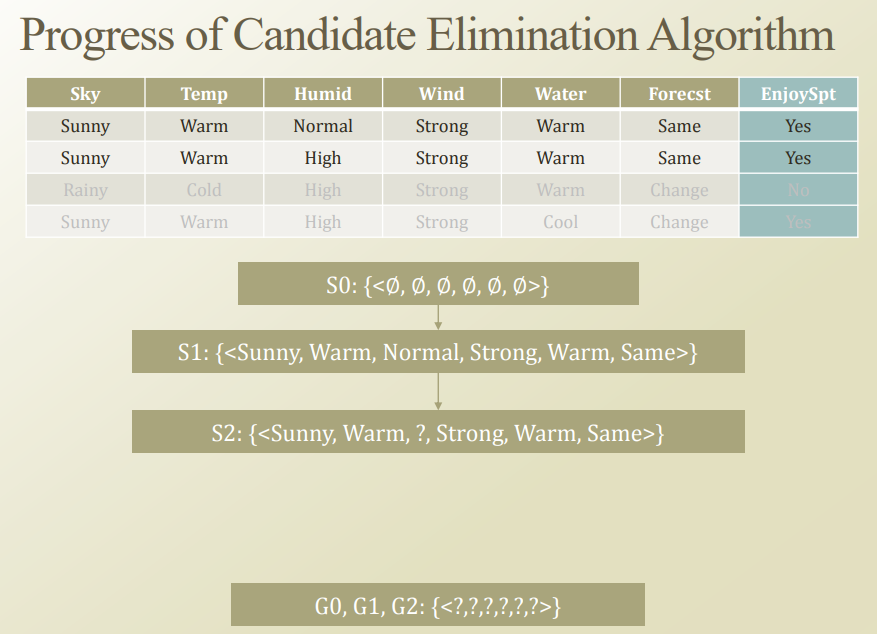 Progress of Candidate Elimination Algorithm
Sky Temp Humid Wind Water Forecst EnjoySpt
Sunny Warm Normal Strong Warm Same Yes
Sunny Warm High Strong Warm Same Yes
Rainy Cold High Strong Warm Change No
Sunny Warm High Strong Cool Change Yes
S0: {<∅, ∅, ∅, ∅, ∅, ∅>}
S1: {<Sunny, Warm, Normal, Strong, Warm, Same>}
S2: {<Sunny, Warm, ?, Strong, Warm, Same>}
G0, G1, G2: {<?,?,?,?,?,?>}